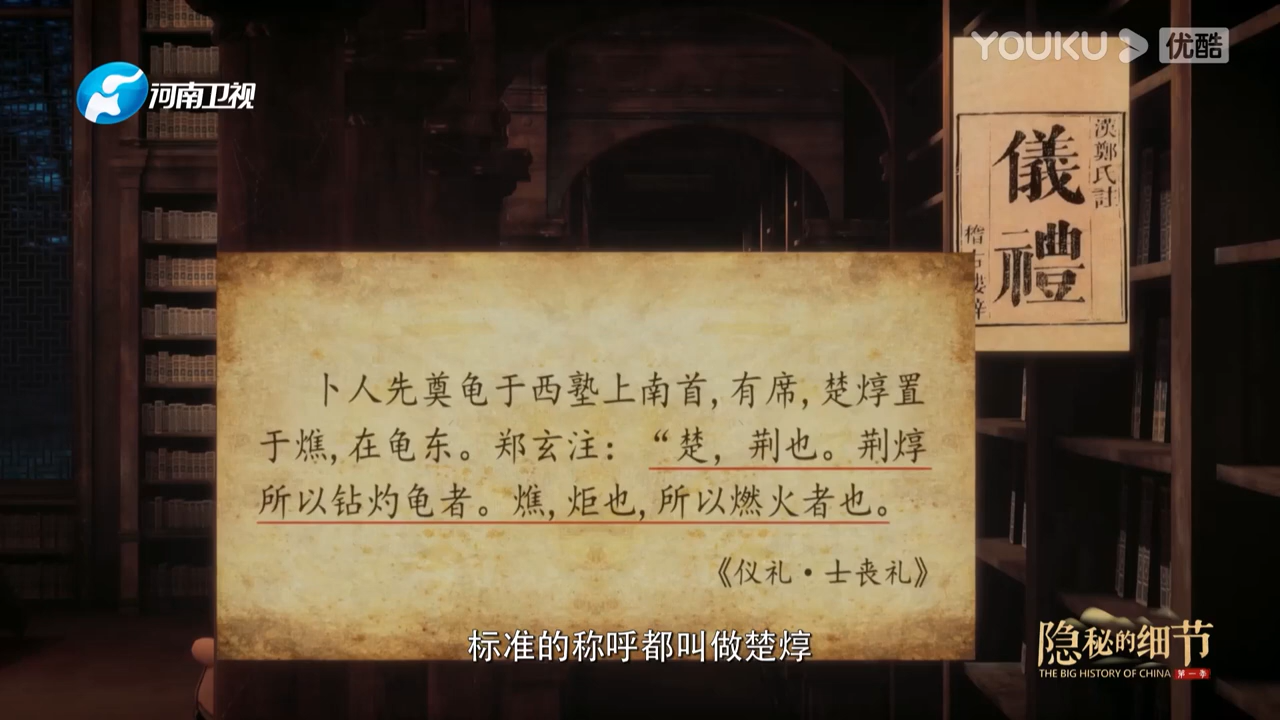 河南卫视
YOUKU 优酷
漢鄭氏註
儀禮
卜人先奠龟于西塾上南首,有席,楚焞置
于燋,在龟东。郑玄注：“楚，荆也。荆焞
所以钻灼龟者。燋,炬也,所以燃火者也。
《仪礼·士丧礼》
标准的称呼都叫做楚焞
隐秘的细节
THE BIG HISTORY OF CHINA 第一季